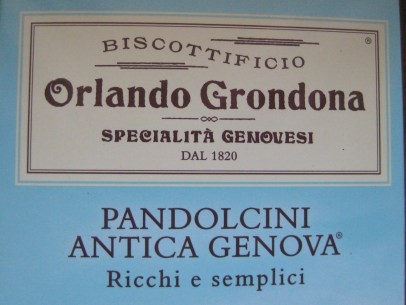 BISCOTTIFICIO ®
Orlando Grondona
SPECIALITÀ GENOVESI
DAL 1820
PANDOLCINI
ANTICA GENOVA®
Ricchi e semplici